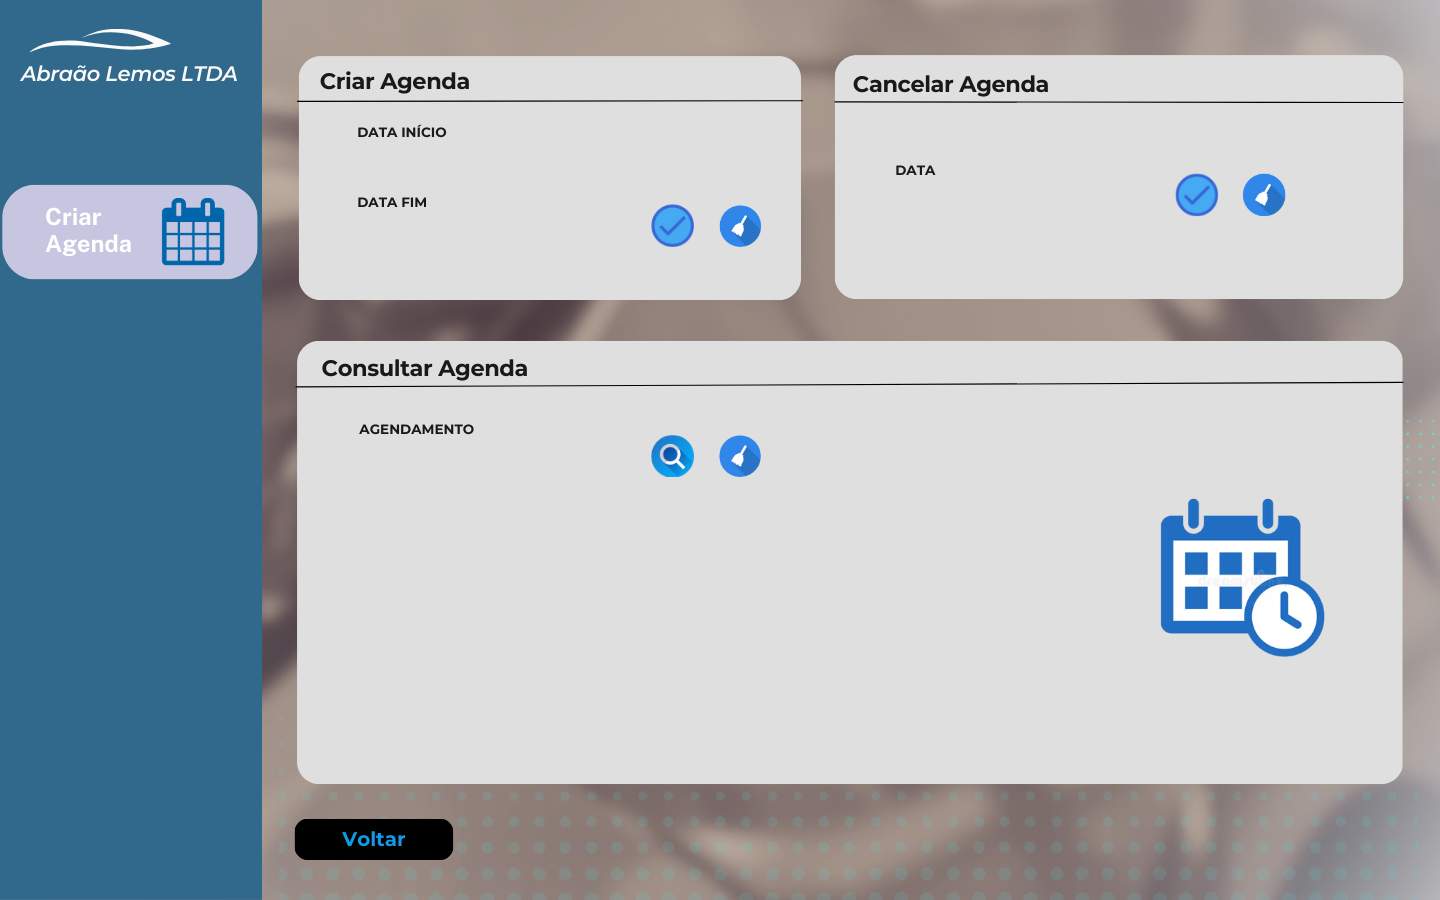 Abraão Lemos LTDA
Criar
Agenda
Criar Agenda
DATA INÍCIO
DATA FIM
Cancelar Agenda
DATA
Consultar Agenda
AGENDAMENTO
Voltar